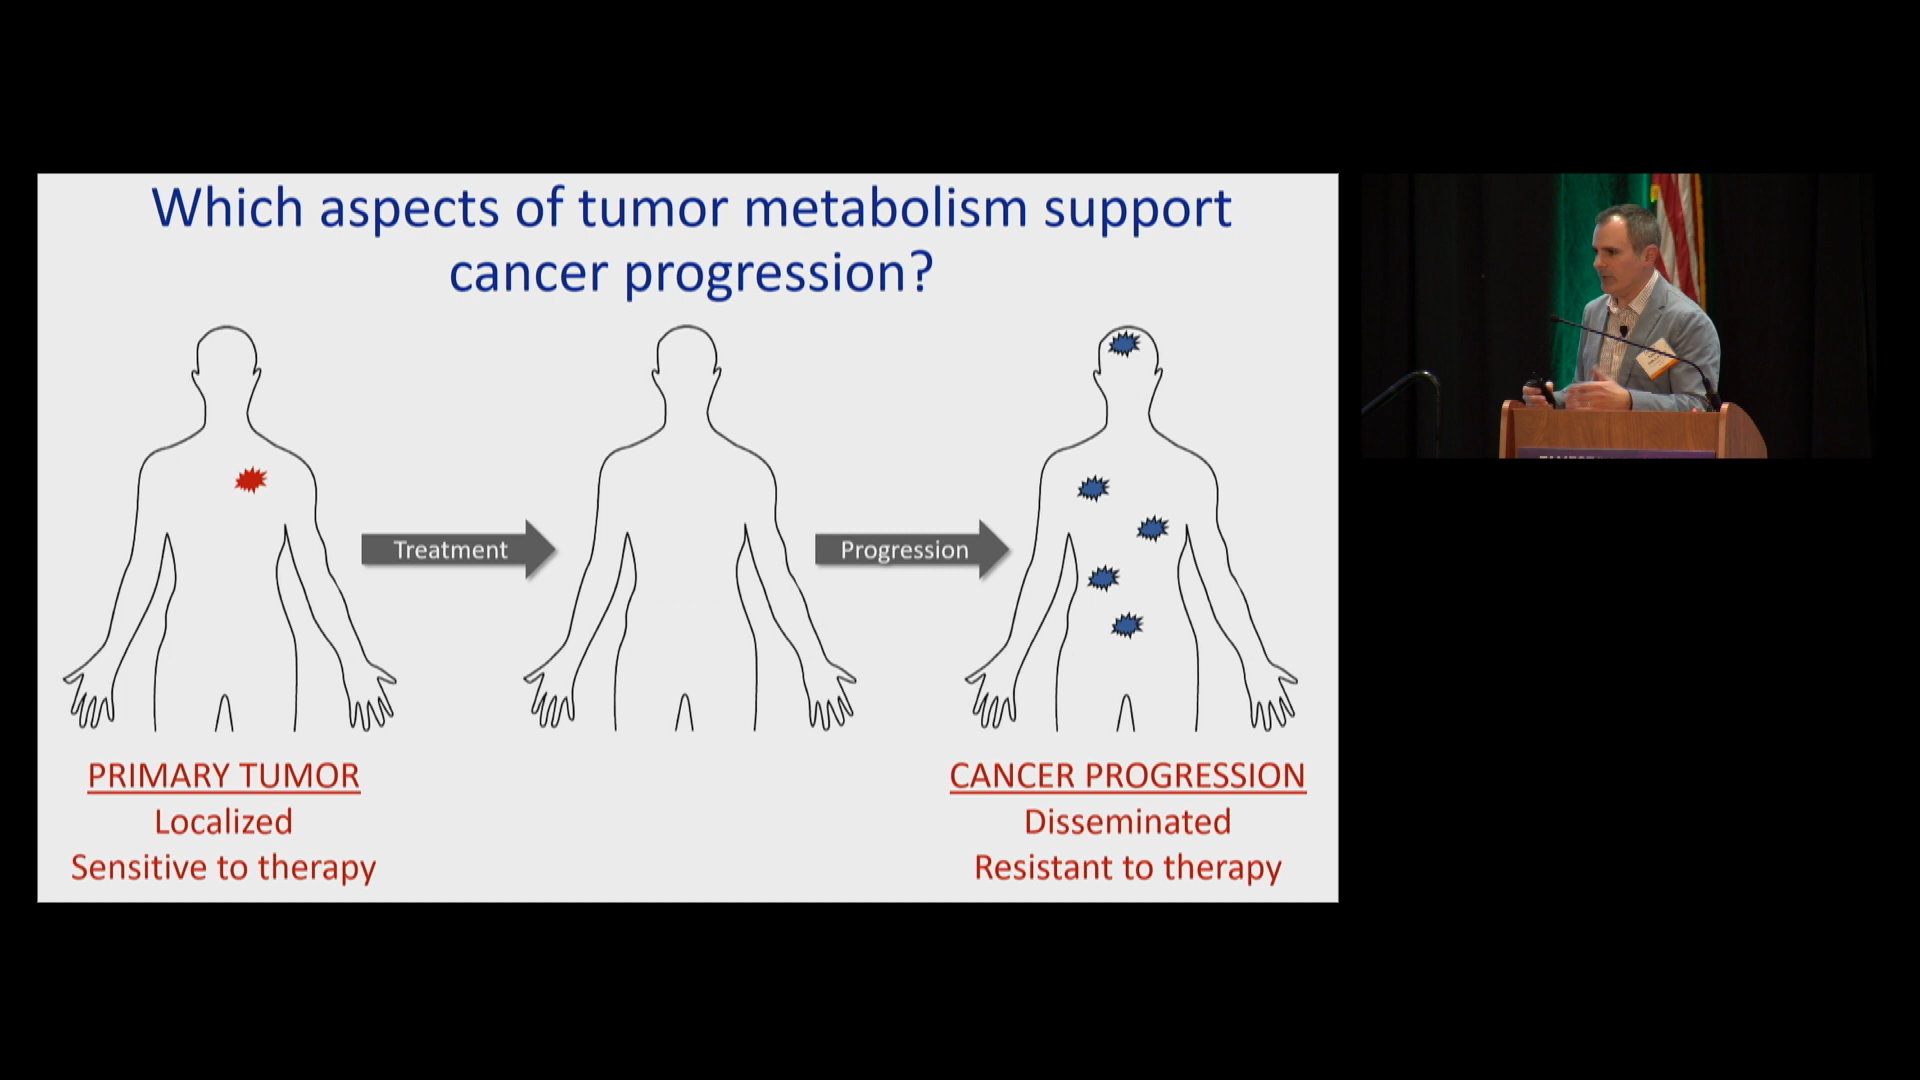 Which aspects of tumor metabolism support
cancer progression?
Treatment
Progression
PRIMARY TUMOR
Localized
Sensitive to therapy
CANCER PROGRESSION
Disseminated
Resistant to therapy